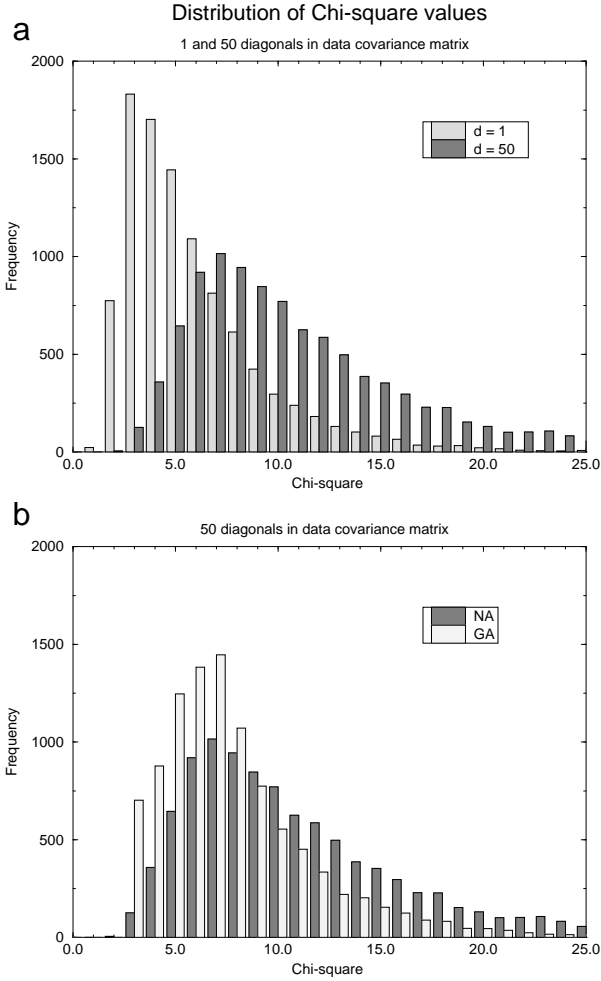 Distribution of Chi-square values
a
1 and 50 diagonals in data covariance matrix
2000
1500
1000
500
0
Frequency
d = 1
d = 50
0.0 5.0 10.0 15.0 20.0 25.0
Chi-square
b
50 diagonals in data covariance matrix
2000
1500
1000
500
0
Frequency
NA
GA
0.0 5.0 10.0 15.0 20.0 25.0
Chi-square